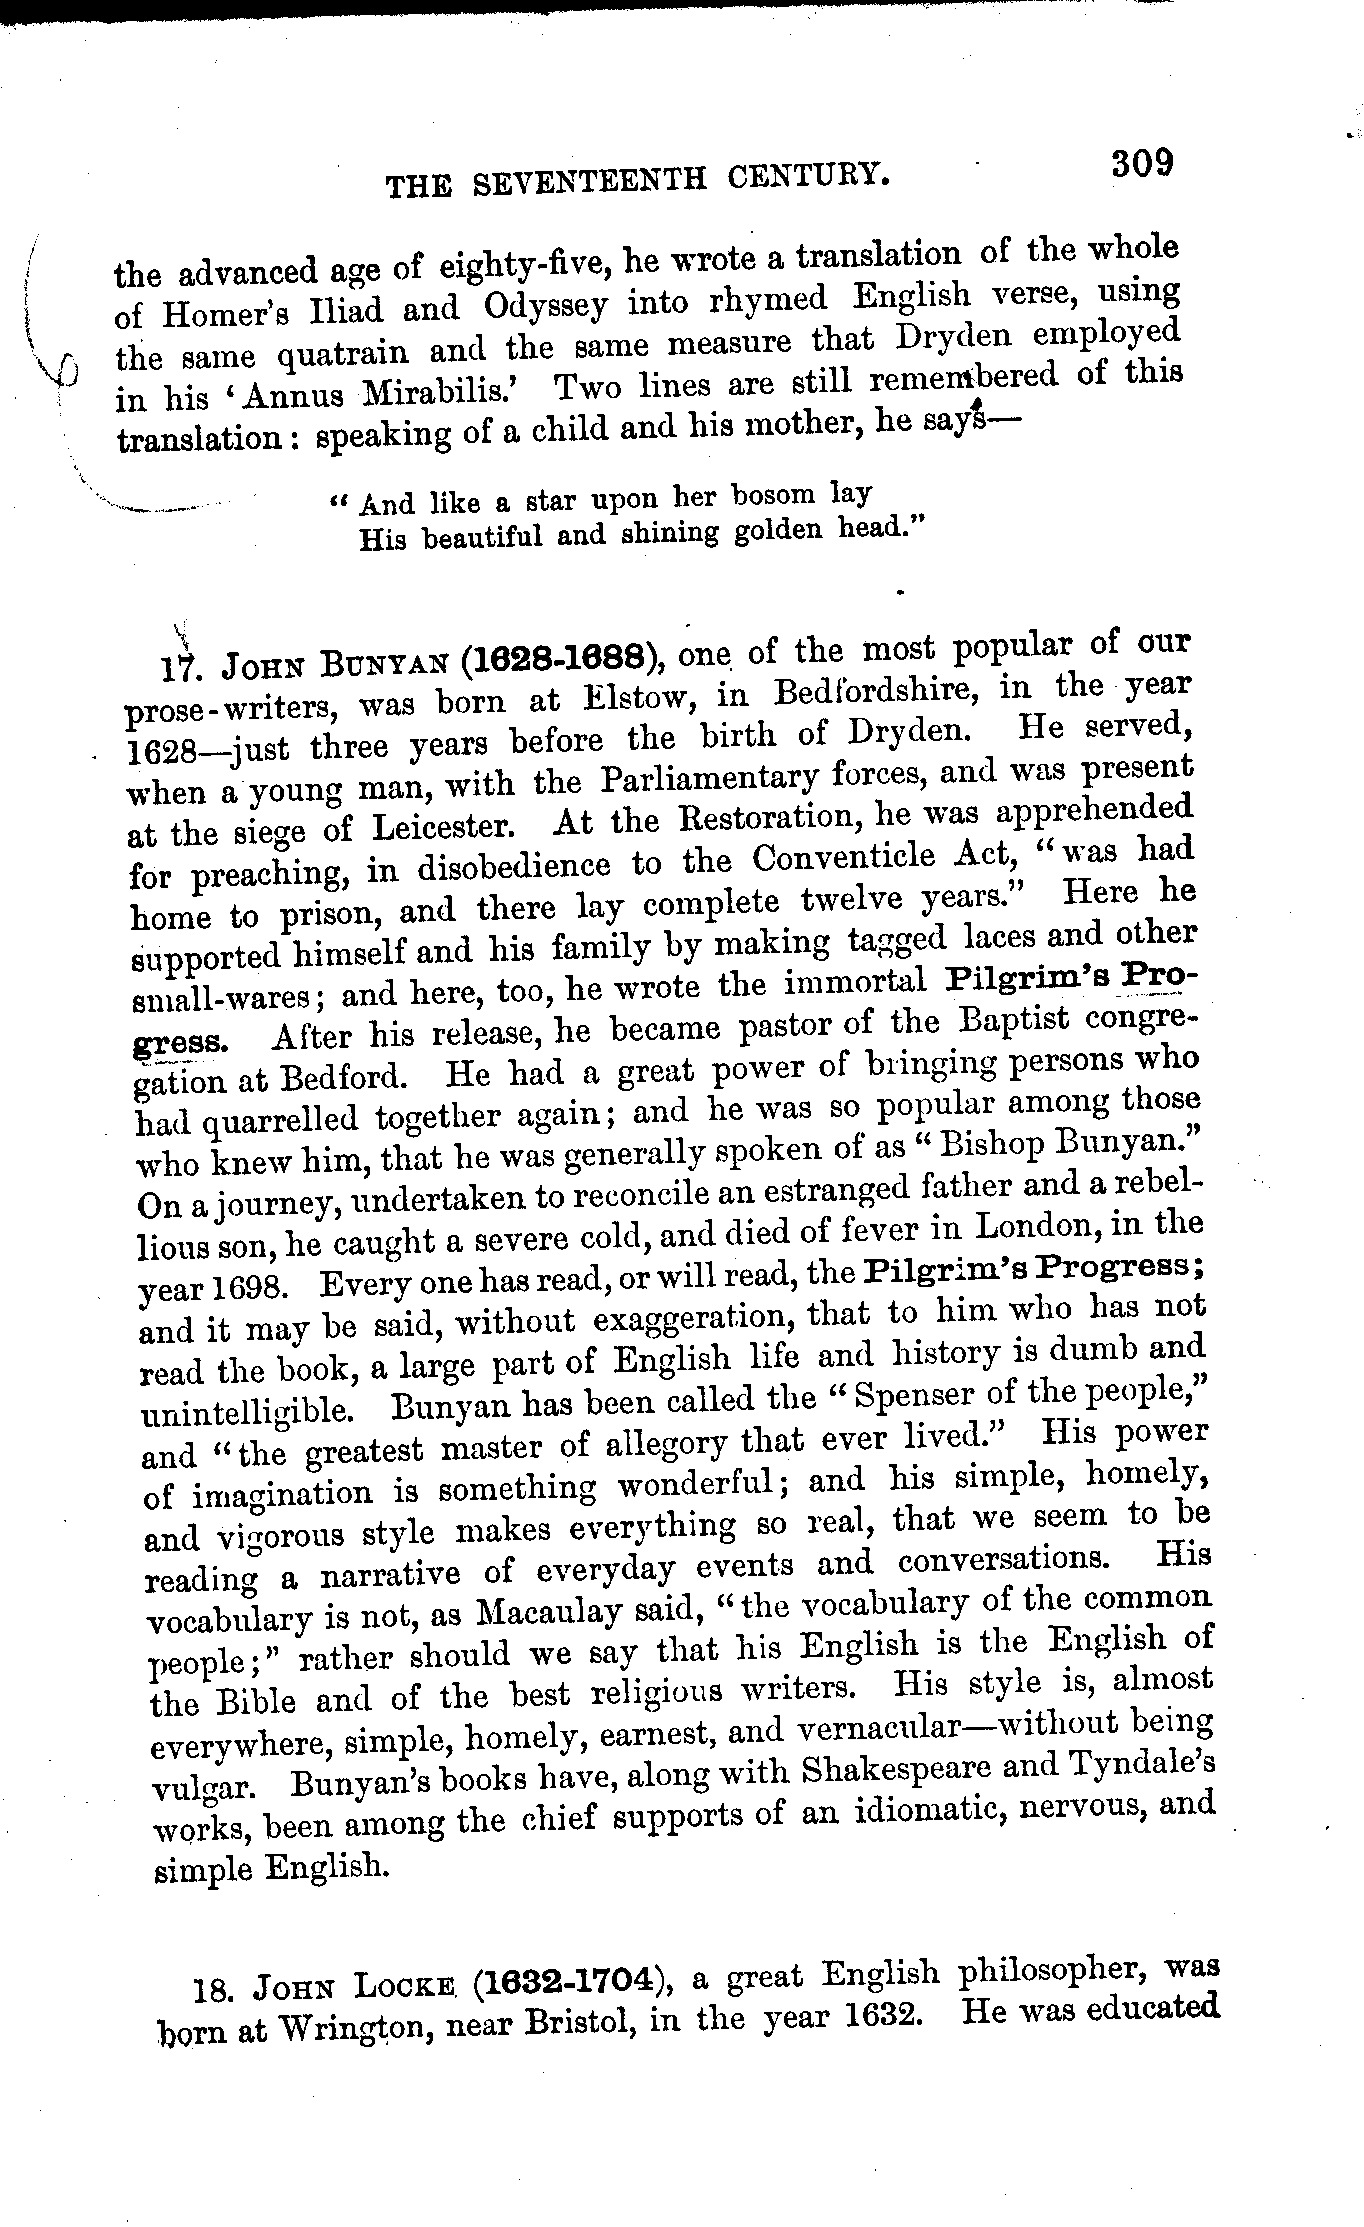 THE SEVENTEENTH CENTURY. 309
the advanced age of eighty-five, he wrote a translation of the whole
of Homer's Iliad and Odyssey into rhymed English verse, using
the same quatrain and the same measure that Dryden employed
in his ‘Annus Mirabilis.’ Two lines are still remembered of this
translation: speaking of a child and his mother, he says—
“And like a star upon her bosom lay
His beautiful and shining golden head.”
17. JOHN BUNYAN (1628-1688), one of the most popular of our
prose-writers, was born at Elstow, in Bedfordshire, in the year
1628—just three years before the birth of Dryden. He served,
when a young man, with the Parliamentary forces, and was present
at the siege of Leicester. At the Restoration, he was apprehended
for preaching, in disobedience to the Conventicle Act, “was had
home to prison, and there lay complete twelve years.” Here he
supported himself and his family by making tagged laces and other
small-wares; and here, too, he wrote the immortal Pilgrim's Pro-
gress. After his release, he became pastor of the Baptist congre-
gation at Bedford. He had a great power of bringing persons who
had quarrelled together again; and he was so popular among those
who knew him, that he was generally spoken of as “Bishop Bunyan.”
On a journey, undertaken to reconcile an estranged father and a rebel-
lious son, he caught a severe cold, and died of fever in London, in the
year 1698. Every one has read, or will read, the Pilgrim's Progress;
and it may be said, without exaggeration, that to him who has not
read the book, a large part of English life and history is dumb and
unintelligible. Bunyan has been called the “Spenser of the people,”
and “the greatest master of allegory that ever lived.” His power
of imagination is something wonderful; and his simple, homely,
and vigorous style makes everything so real, that we seem to be
reading a narrative of everyday events and conversations. His
vocabulary is not, as Macaulay said, “the vocabulary of the common
people;” rather should we say that his English is the English of
the Bible and of the best religious writers. His style is, almost
everywhere, simple, homely, earnest, and vernacular—without being
vulgar. Bunyan's books have, along with Shakespeare and Tyndale's
works, been among the chief supports of an idiomatic, nervous, and
simple English.
18. JOHN LOCKE (1632-1704), a great English philosopher, was
born at Wrington, near Bristol, in the year 1632. He was educated